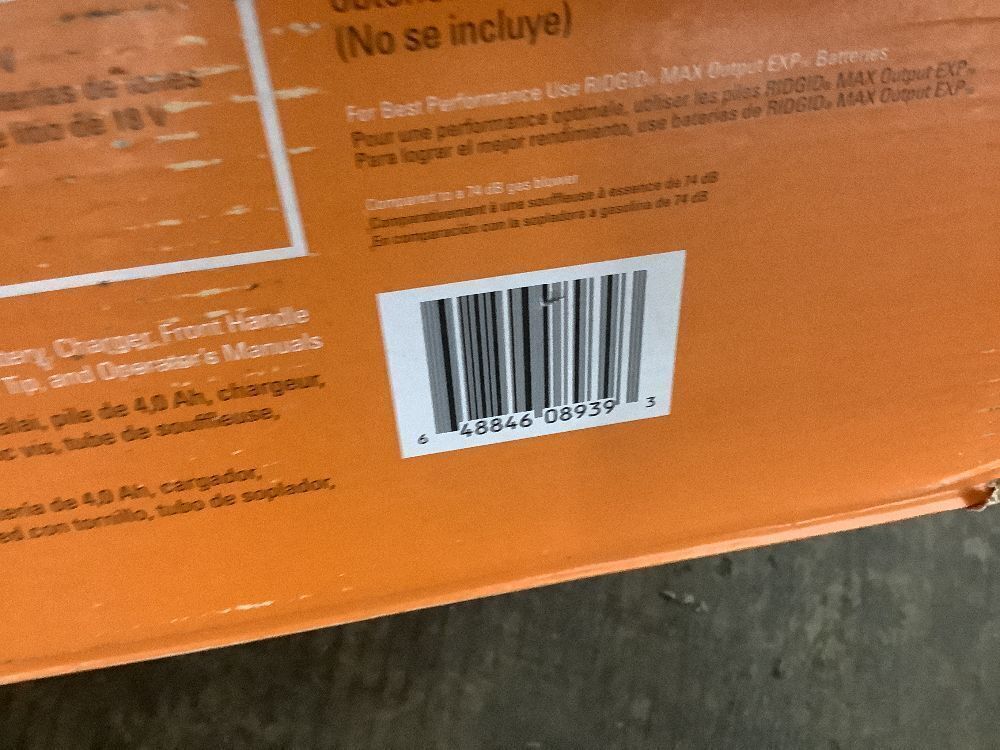 de 18 V
(No se incluye)
For Best Performance Use RIDGID® MAX Output EXP™ Batteries
Pour une performance optimale, utiliser les piles RIDGID® MAX Output EXP™
Para lograr el mejor rendimiento, use baterías de RIDGID® MAX Output EXP™
Compared to a 74 dB gas blower
Comparativement à une souffleuse à essence de 74 dB
En comparación con la sopladora a gasolina de 74 dB
Charger, Front Handle
Tip, and Operator's Manuals
pile de 4,0 Ah, chargeur,
vis, tube de souffleuse,
de 4,0 Ah, cargador,
con tornillo, tubo de soplador,
6 48846 08939 3